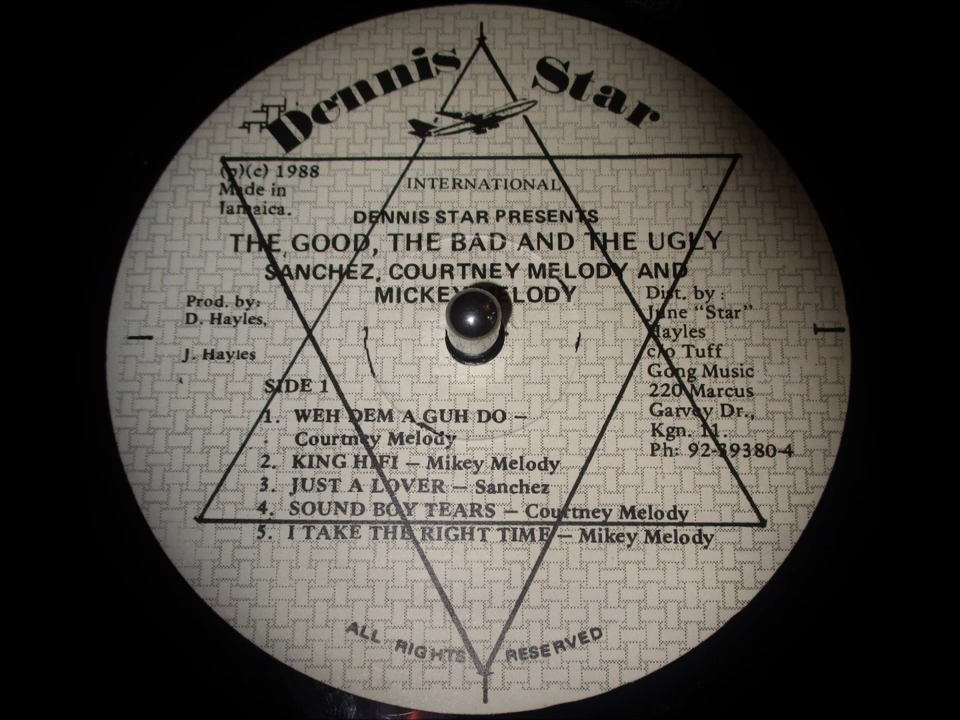 Dennis Star
(p)(c) 1988
Made in
Jamaica.
INTERNATIONAL
DENNIS STAR PRESENTS
THE GOOD, THE BAD AND THE UGLY
SANCHEZ, COURTNEY MELODY AND
MICKEY MELODY
Prod. by:
D. Hayles,
J. Hayles
Dist. by :
June "Star"
Hayles
c/o Tuff
Gong Music
220 Marcus
Garvey Dr.,
Kgn. 11.
Ph: 92-39380-4
SIDE 1
1. WEH DEM A GUH DO –
Courtney Melody
2. KING HIFI – Mikey Melody
3. JUST A LOVER – Sanchez
4. SOUND BOY TEARS – Courtney Melody
5. I TAKE THE RIGHT TIME – Mikey Melody
ALL RIGHTS RESERVED